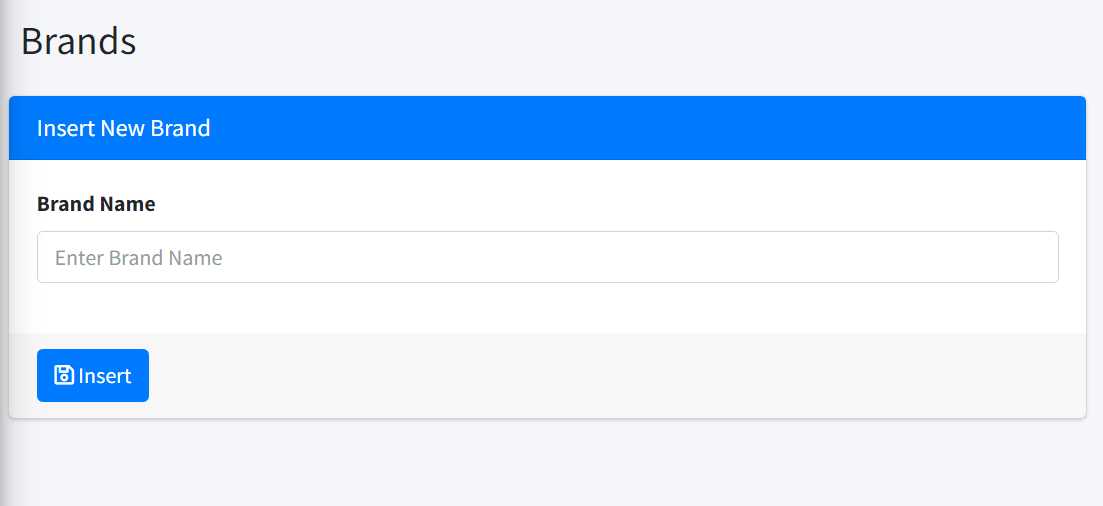 Brands
Insert New Brand
Brand Name
Enter Brand Name
Insert